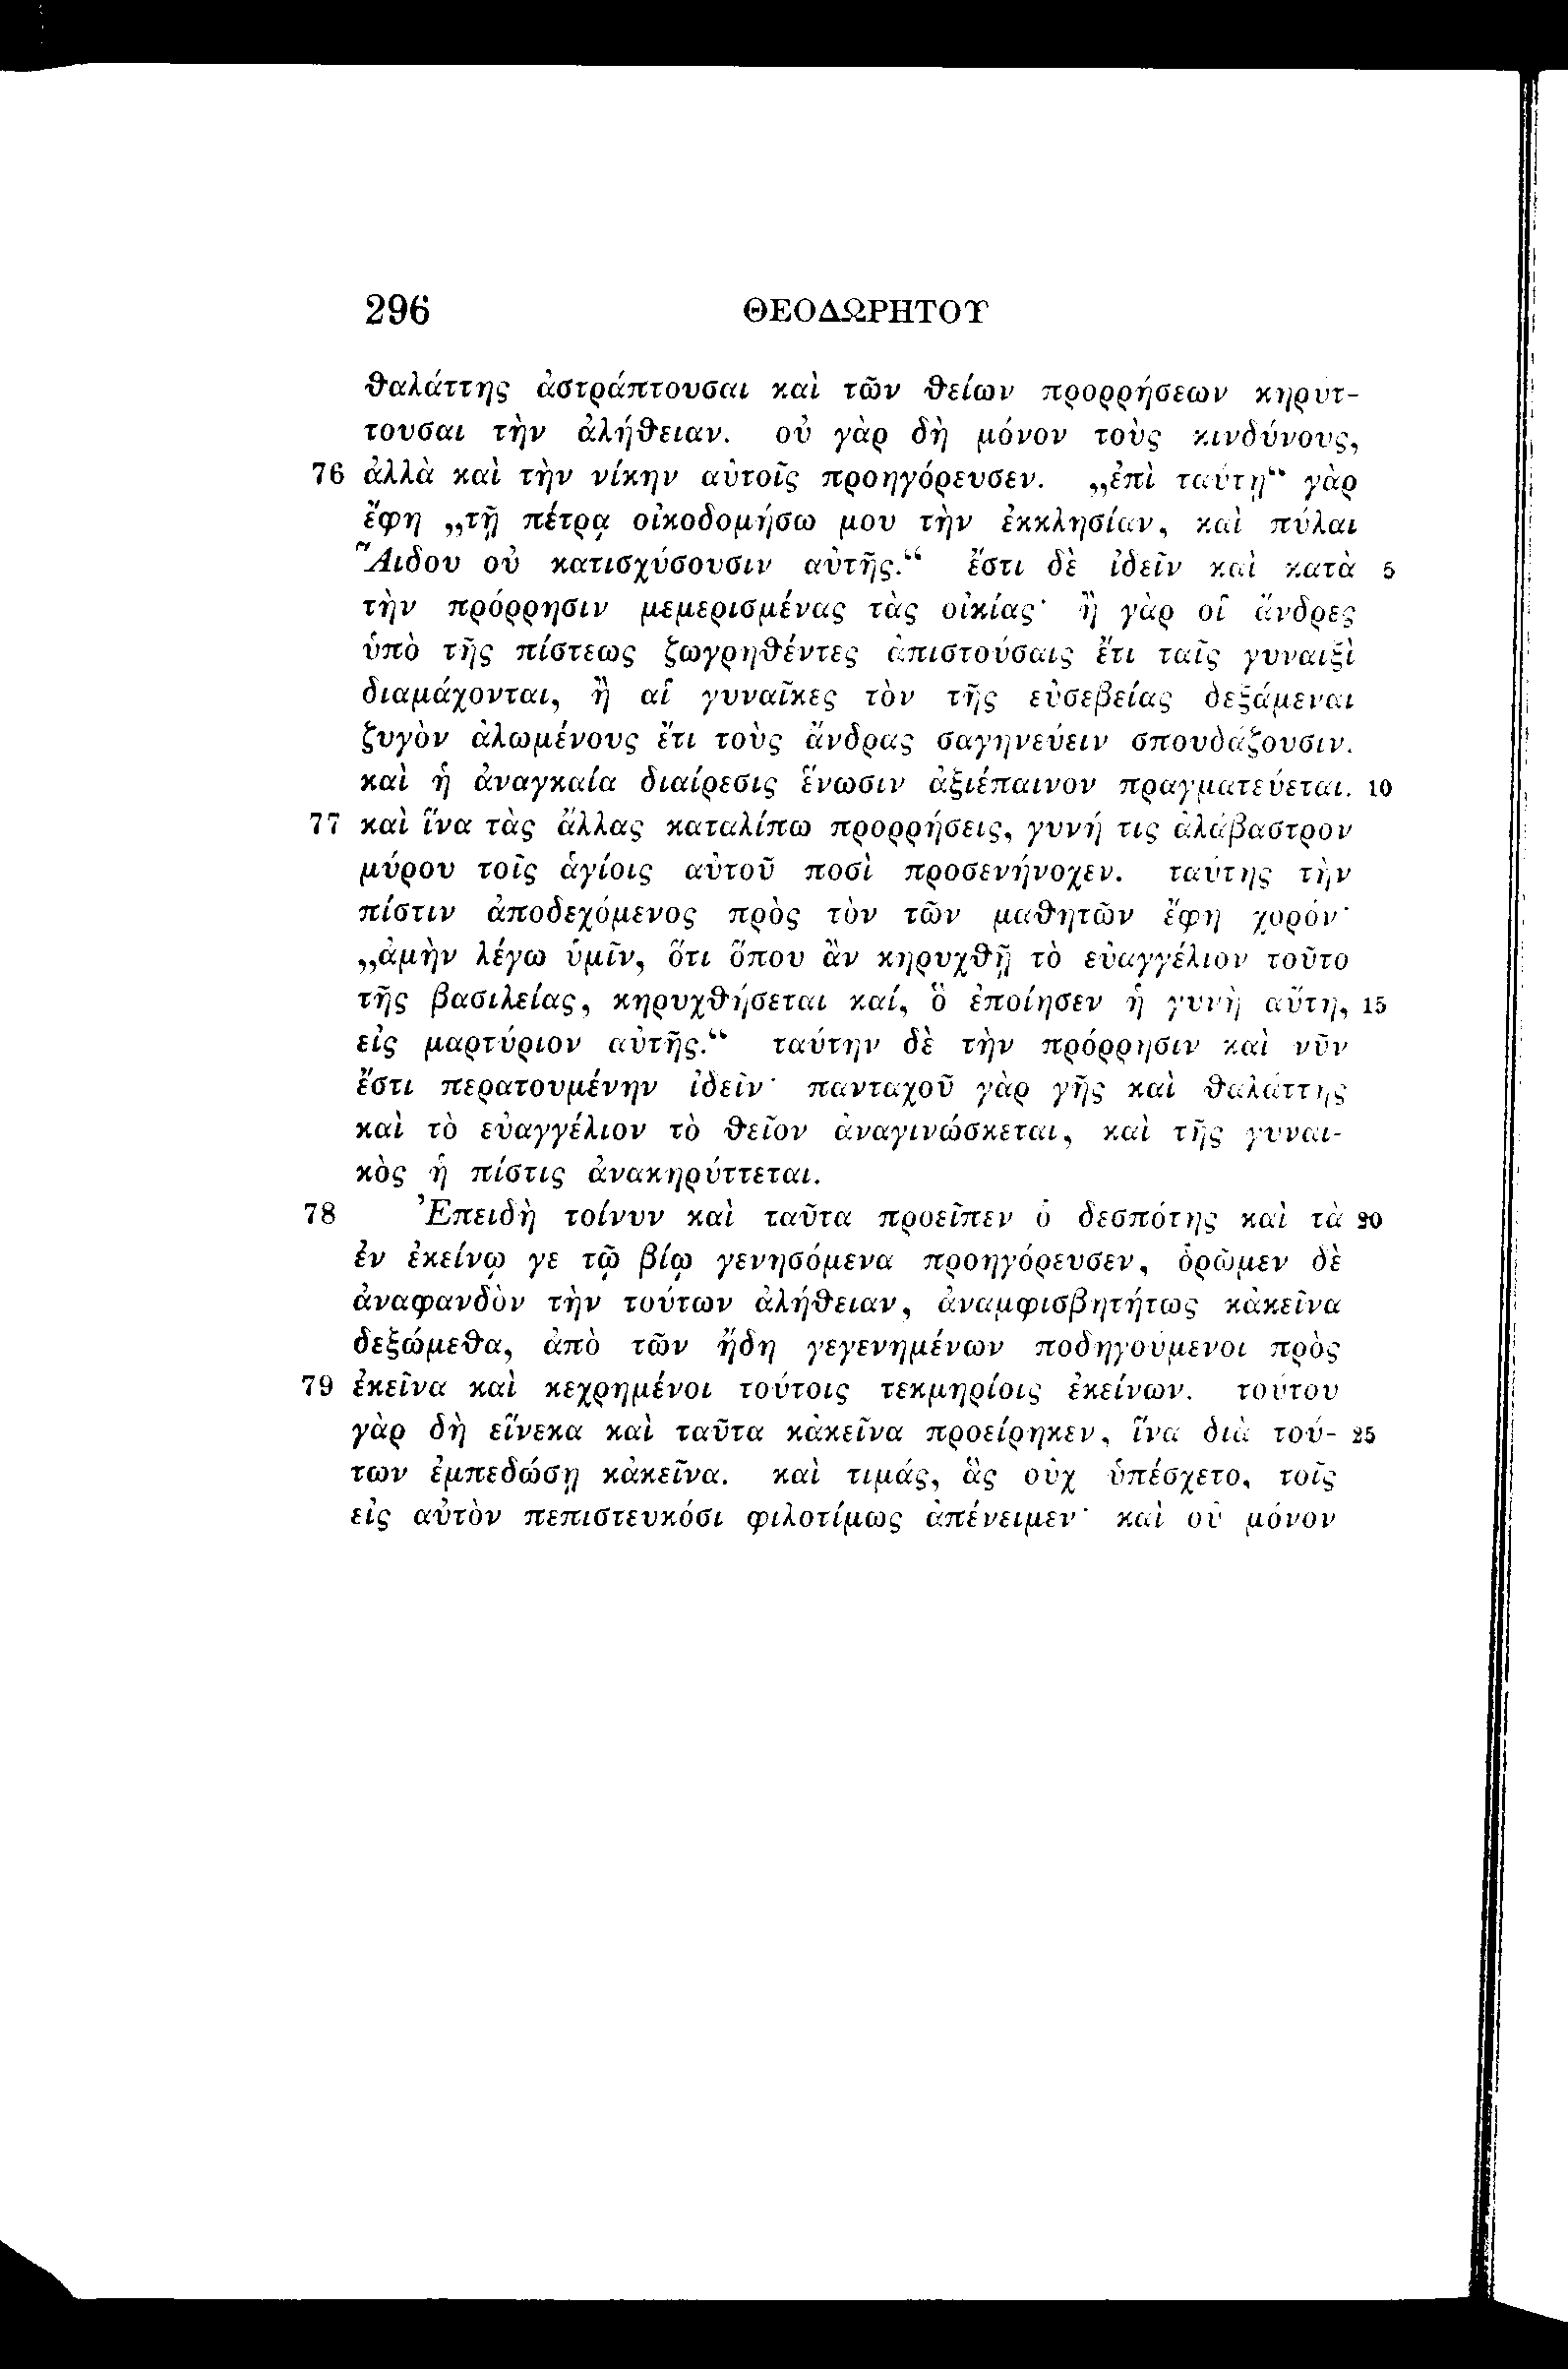 296 ΘΕΟΔΩΡΗΤΟΥ
θαλάττης ἀστράπτουσαι καὶ τῶν θείων προρρήσεων κηρυτ-
τουσαι τὴν ἀλήθειαν. οὐ γὰρ δὴ μόνον τοὺς κινδύνους,
76 ἀλλὰ καὶ τὴν νίκην αὐτοῖς προηγόρευσεν. „ἐπὶ ταύτῃ“ γὰρ
ἔφη „τῇ πέτρᾳ οἰκοδομήσω μου τὴν ἐκκλησίαν, καὶ πύλαι
Ἅιδου οὐ κατισχύσουσιν αὐτῆς.“ ἔστι δὲ ἰδεῖν καὶ κατὰ 5
τὴν πρόρρησιν μεμερισμένας τὰς οἰκίας· ἢ γὰρ οἱ ἄνδρες
ὑπὸ τῆς πίστεως ζωγρηθέντες ἀπιστούσαις ἔτι ταῖς γυναιξὶ
διαμάχονται, ἢ αἱ γυναῖκες τὸν τῆς εὐσεβείας δεξάμεναι
ζυγὸν ἀλωμένους ἔτι τοὺς ἄνδρας σαγηνεύειν σπουδάζουσιν.
καὶ ἡ ἀναγκαία διαίρεσις ἕνωσιν ἀξιέπαινον πραγματεύεται. 10
77 καὶ ἵνα τὰς ἄλλας καταλίπω προρρήσεις, γυνή τις ἀλάβαστρον
μύρου τοῖς ἁγίοις αὐτοῦ ποσὶ προσενήνοχεν. ταύτης τὴν
πίστιν ἀποδεχόμενος πρὸς τὸν τῶν μαθητῶν ἔφη χορόν·
„ἀμὴν λέγω ὑμῖν, ὅτι ὅπου ἂν κηρυχθῇ τὸ εὐαγγέλιον τοῦτο
τῆς βασιλείας, κηρυχθήσεται καί, ὃ ἐποίησεν ἡ γυνὴ αὕτη, 15
εἰς μαρτύριον αὐτῆς.“ ταύτην δὲ τὴν πρόρρησιν καὶ νῦν
ἔστι περατουμένην ἰδεῖν· πανταχοῦ γὰρ γῆς καὶ θαλάττης
καὶ τὸ εὐαγγέλιον τὸ θεῖον ἀναγινώσκεται, καὶ τῆς γυναι-
κὸς ἡ πίστις ἀνακηρύττεται.
78 Ἐπειδὴ τοίνυν καὶ ταῦτα προεῖπεν ὁ δεσπότης καὶ τὰ 20
ἐν ἐκείνῳ γε τῷ βίῳ γενησόμενα προηγόρευσεν, ὁρῶμεν δὲ
ἀναφανδὸν τὴν τούτων ἀλήθειαν, ἀναμφισβητήτως κἀκεῖνα
δεξώμεθα, ἀπὸ τῶν ἤδη γεγενημένων ποδηγούμενοι πρὸς
79 ἐκεῖνα καὶ κεχρημένοι τούτοις τεκμηρίοις ἐκείνων. τούτου
γὰρ δὴ εἵνεκα καὶ ταῦτα κἀκεῖνα προείρηκεν, ἵνα διὰ τού- 25
των ἐμπεδώσῃ κἀκεῖνα. καὶ τιμάς, ἃς οὐχ ὑπέσχετο, τοῖς
εἰς αὐτὸν πεπιστευκόσι φιλοτίμως ἀπένειμεν· καὶ οὐ μόνον